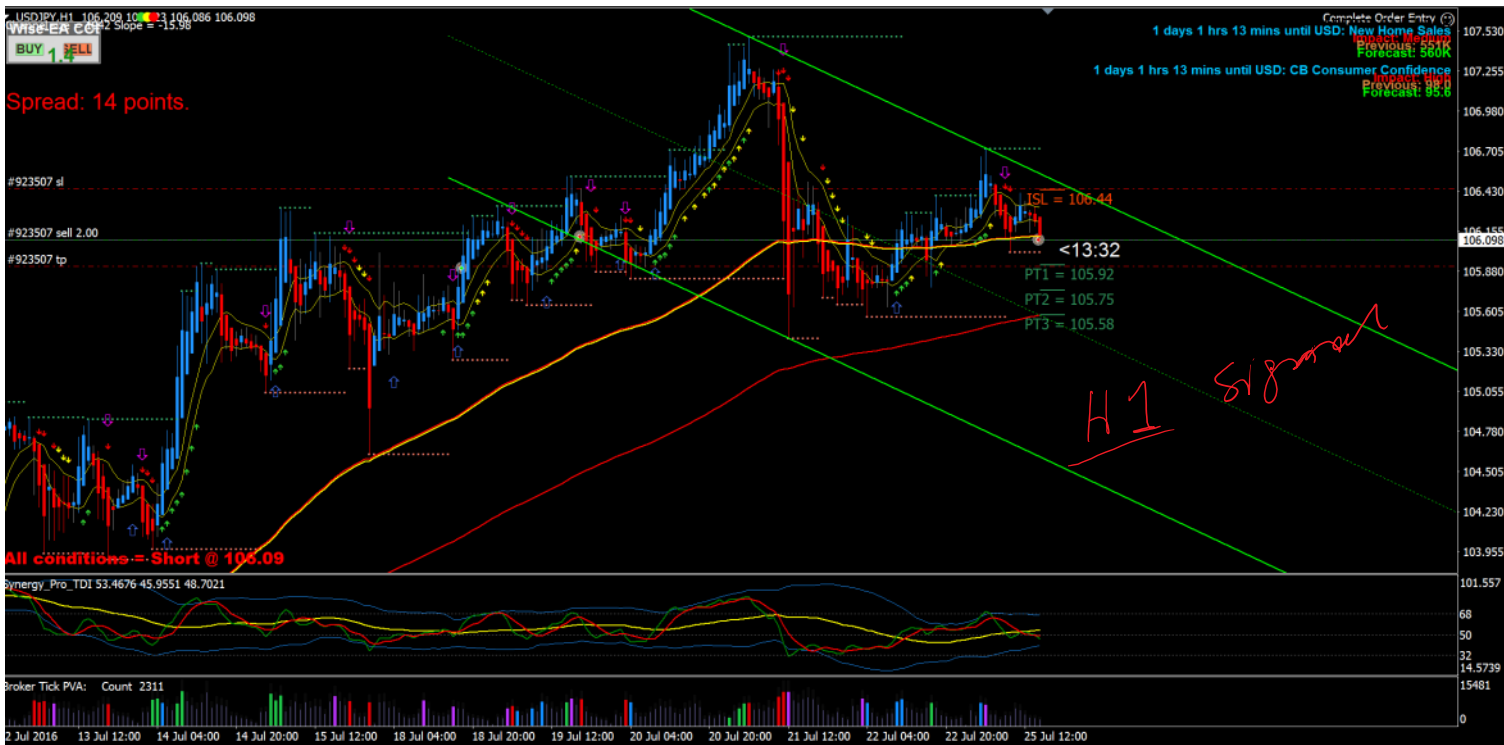 USDJPY,H1 106.209 106.086 106.098
Slope = -15.98
Wise-EA CCI
BUY SELL
1.4
Spread: 14 points.
Complete Order Entry
1 days 1 hrs 13 mins until USD: New Home Sales
Impact: Medium
Previous: 551K
Forecast: 560K
1 days 1 hrs 13 mins until USD: CB Consumer Confidence
Impact: High
Previous: 98.0
Forecast: 95.6
107.530
107.255
106.980
106.705
106.430
106.155
106.098
105.880
105.605
105.330
105.055
104.780
104.505
104.230
103.955
#923507 sl
#923507 sell 2.00
#923507 tp
ISL = 106.44
<13:32
PT1 = 105.92
PT2 = 105.75
PT3 = 105.58
H1 signal
All conditions = Short @ 106.09
Synergy_Pro_TDI 53.4676 45.9551 48.7021
101.557
68
50
32
14.5739
Broker Tick PVA: Count 2311
15481
0
2 Jul 2016 13 Jul 12:00 14 Jul 04:00 14 Jul 20:00 15 Jul 12:00 18 Jul 04:00 18 Jul 20:00 19 Jul 12:00 20 Jul 04:00 20 Jul 20:00 21 Jul 12:00 22 Jul 04:00 22 Jul 20:00 25 Jul 12:00